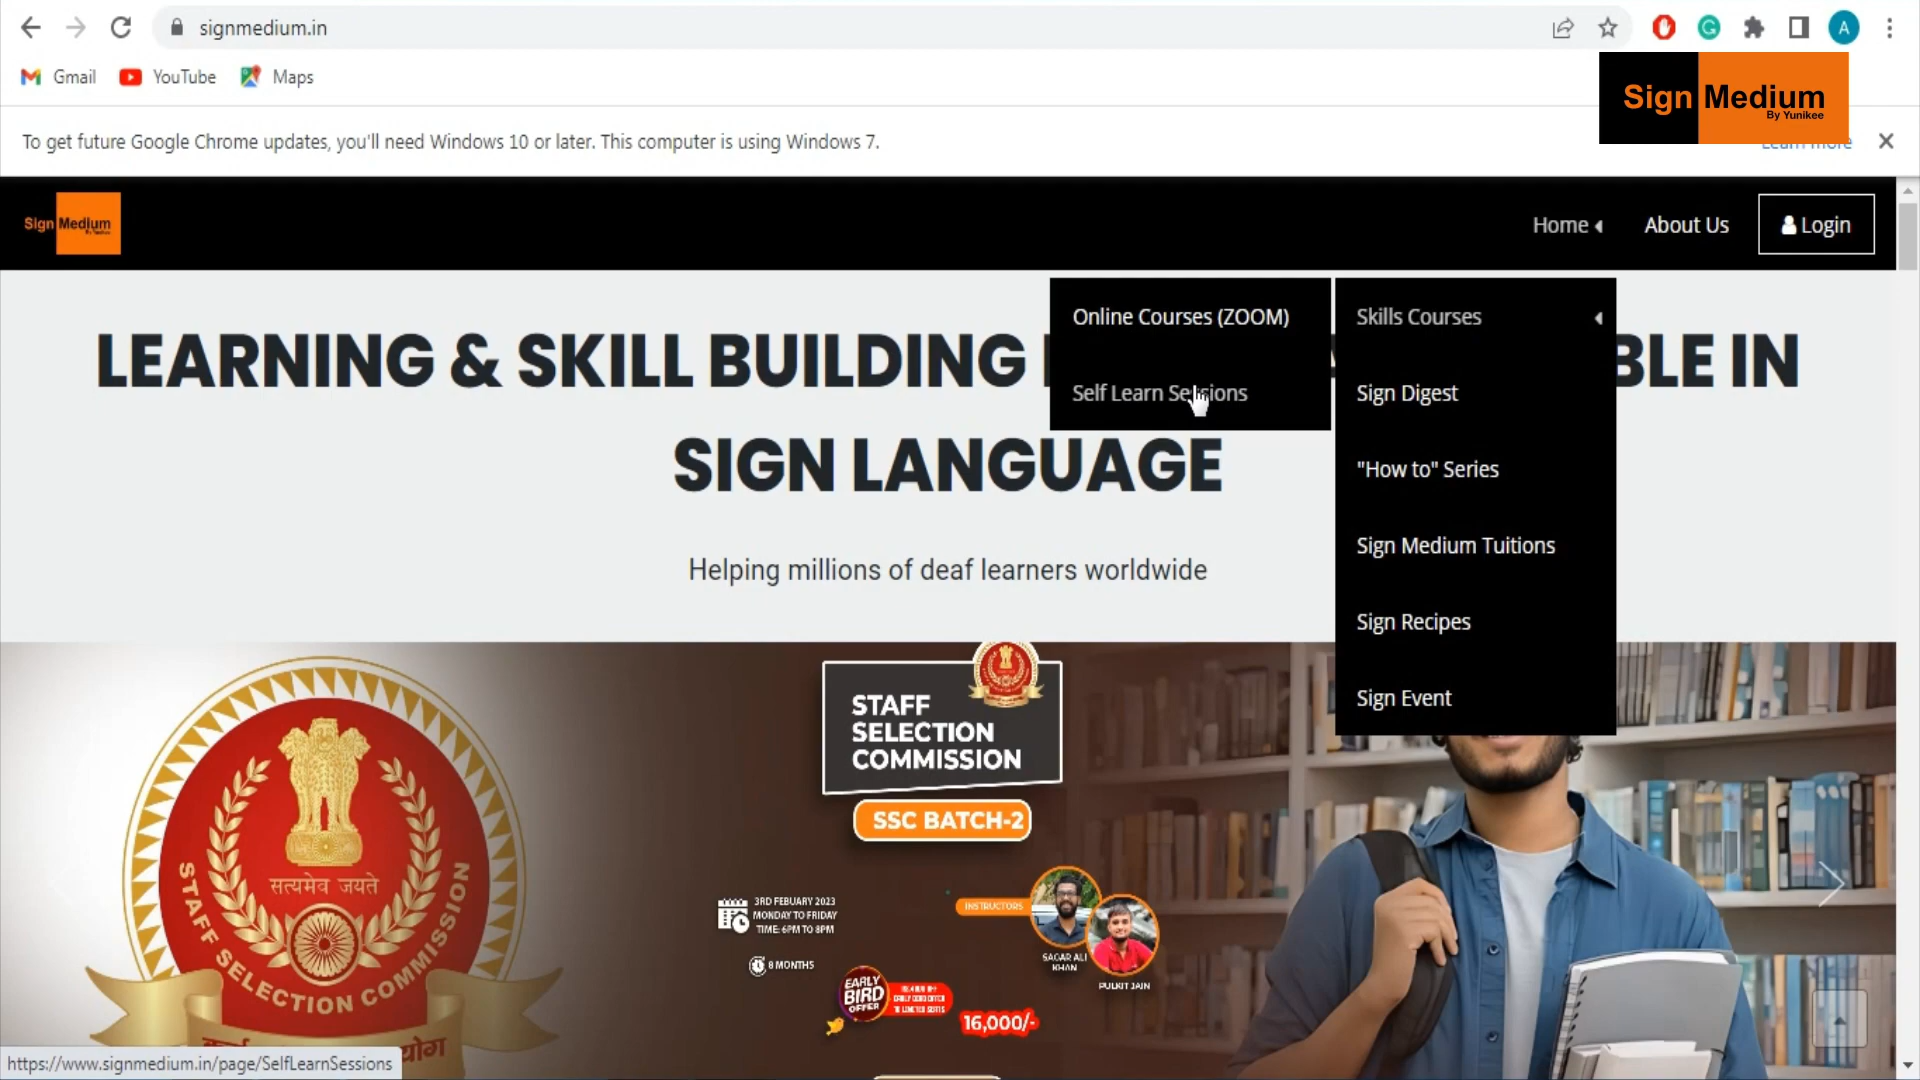 signmedium.in
A
Gmail
YouTube
Maps
Sign Medium
By Yunikee
To get future Google Chrome updates, you'll need Windows 10 or later. This computer is using Windows 7.
Learn more
Sign Medium
Home
About Us
Login
Online Courses (ZOOM)
Self Learn Sessions
Skills Courses
Sign Digest
"How to" Series
Sign Medium Tuitions
Sign Recipes
Sign Event
LEARNING & SKILL BUILDING
BLE IN
SIGN LANGUAGE
Helping millions of deaf learners worldwide
STAFF
SELECTION
COMMISSION
SSC BATCH-2
सत्यमेव जयते
STAFF SELECTION COMMISSION
3RD FEBUARY 2023
MONDAY TO FRIDAY
TIME: 6PM TO 8PM
8 MONTHS
INSTRUCTORS
SAGAR ALI
KHAN
PULKIT JAIN
EARLY
BIRD
OFFER
16,000/-
https://www.signmedium.in/page/SelfLearnSessions